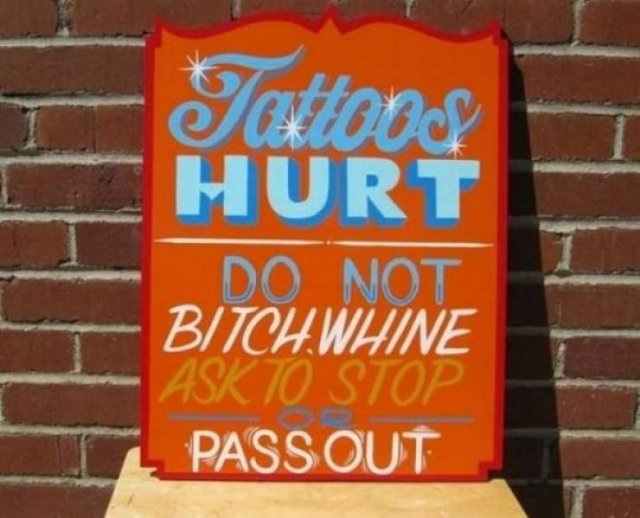 Tattoos
HURT
DO NOT
BITCH.WHINE
ASK TO STOP
OR
PASS OUT